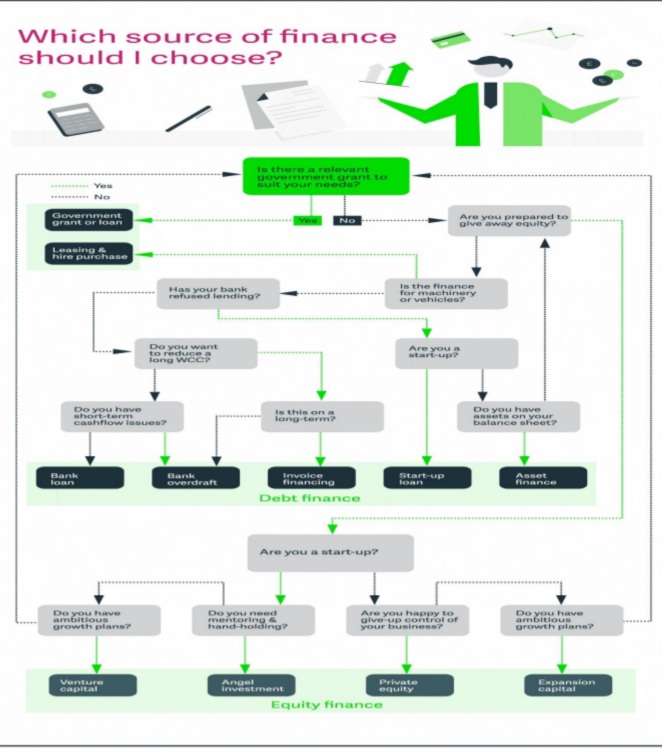 Which source of finance
should I choose?
Is there a relevant
government grant to
suit your needs?
Yes
No
Government
grant or loan
Yes
No
Are you prepared to
give away equity?
Leasing &
hire purchase
Has your bank
refused lending?
Is the finance
for machinery
or vehicles?
Do you want
to reduce a
long WCC?
Are you a
start-up?
Do you have
short-term
cashflow issues?
Is this on a
long-term?
Do you have
assets on your
balance sheet?
Bank
loan
Bank
overdraft
Invoice
financing
Start-up
loan
Asset
finance
Debt finance
Are you a start-up?
Do you have
ambitious
growth plans?
Do you need
mentoring &
hand-holding?
Are you happy to
give-up control of
your business?
Do you have
ambitious
growth plans?
Venture
capital
Angel
investment
Private
equity
Expansion
capital
Equity finance